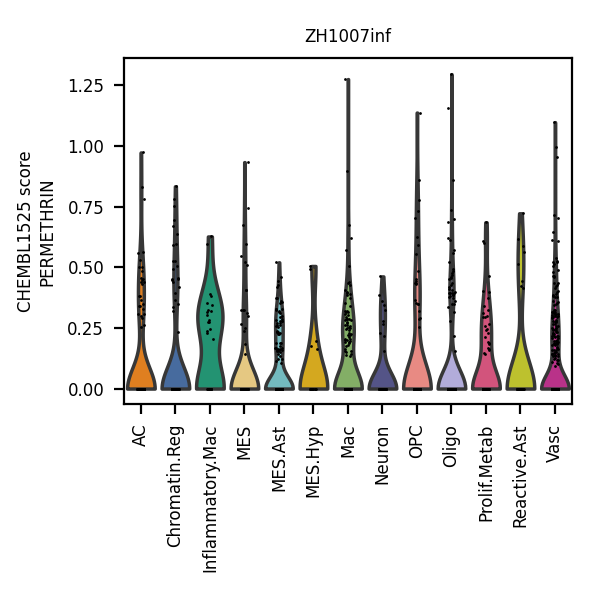 ZH1007inf
CHEMBL1525 score
PERMETHRIN
1.25
1.00
0.75
0.50
0.25
0.00
AC
Chromatin.Reg
Inflammatory.Mac
MES
MES.Ast
MES.Hyp
Mac
Neuron
OPC
Oligo
Prolif.Metab
Reactive.Ast
Vasc